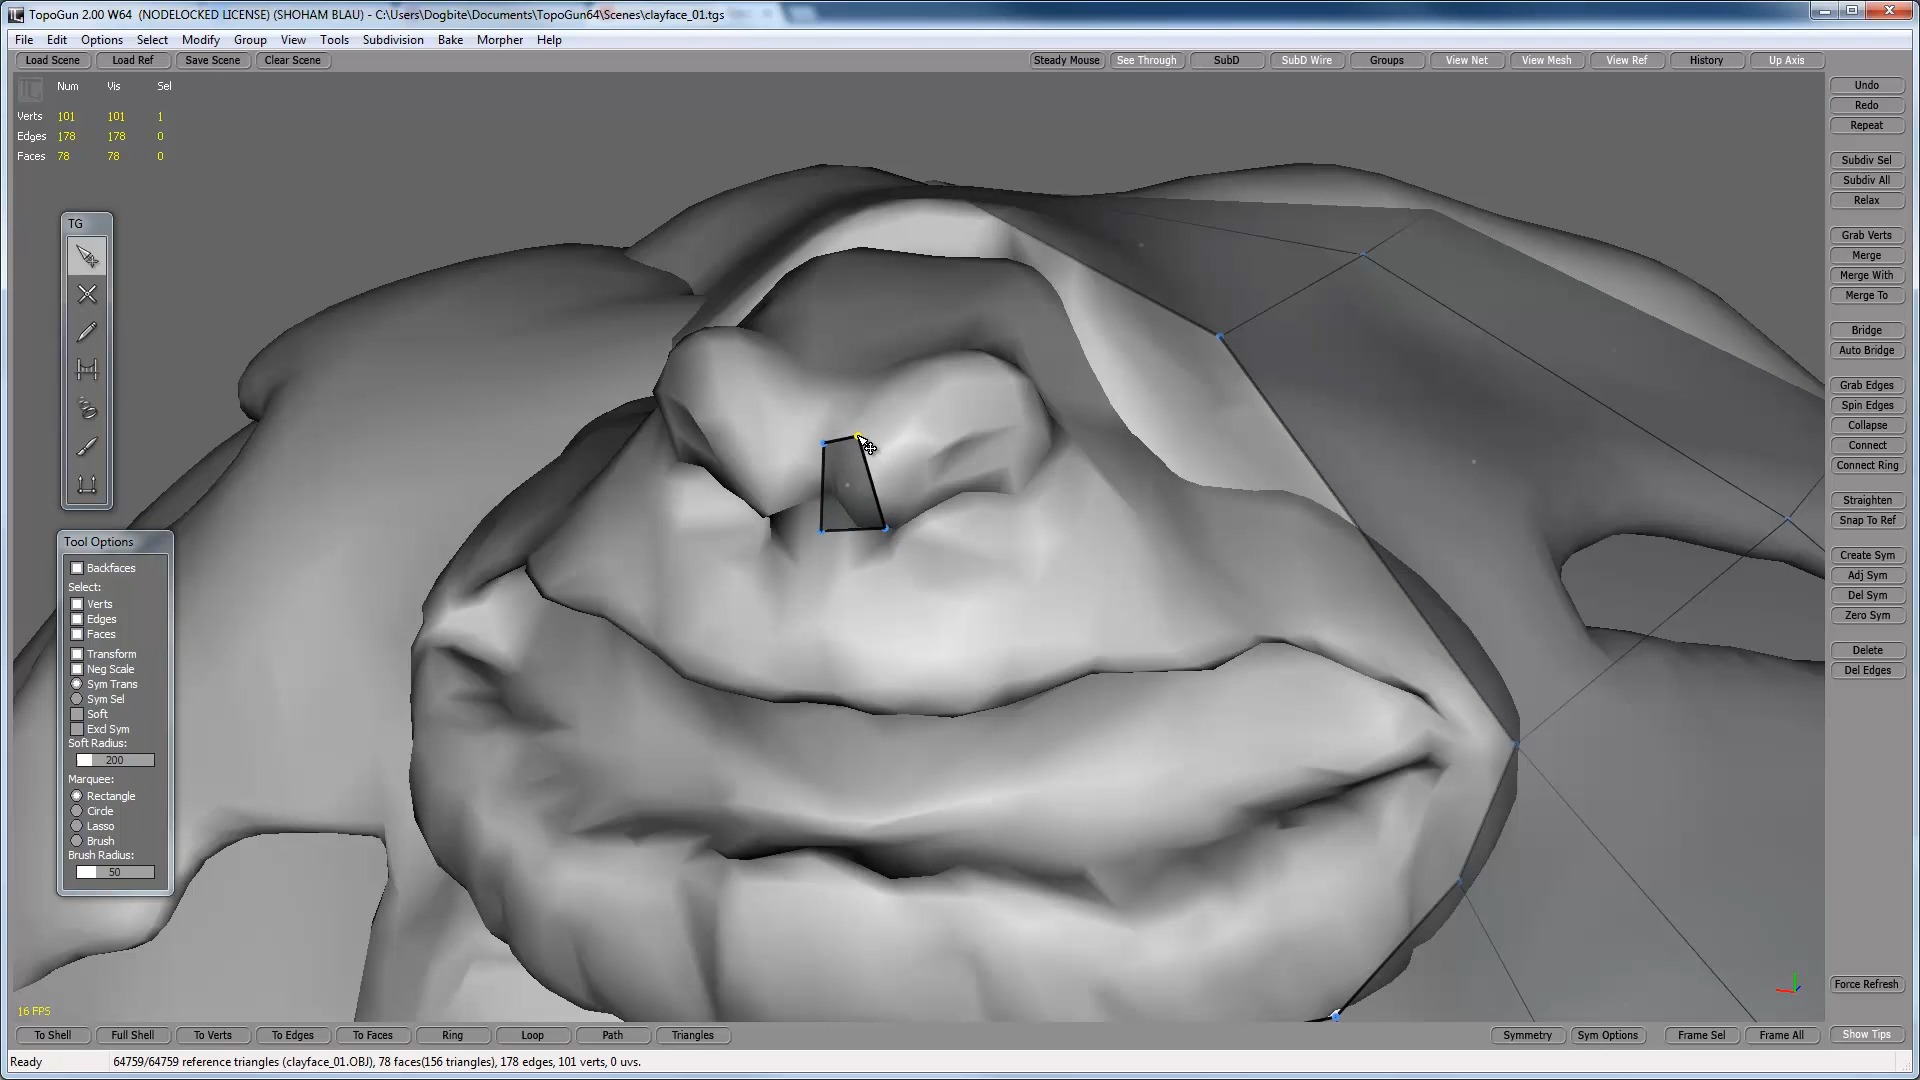 TopoGun 2.00 W64 (NODELOCKED LICENSE) (SHOHAM BLAU) - C:\Users\Dogbite\Documents\TopoGun64\Scenes\clayface_01.tgs
File Edit Options Select Modify Group View Tools Subdivision Bake Morpher Help
Load Scene Load Ref Save Scene Clear Scene Steady Mouse See Through SubD SubD Wire Groups View Net View Mesh View Ref History Up Axis
Num Vis Sel
Verts 101 101 1
Edges 178 178 0
Faces 78 78 0
TG
Tool Options
Backfaces
Select:
Verts
Edges
Faces
Transform
Neg Scale
Sym Trans
Sym Sel
Soft
Excl Sym
Soft Radius:
200
Marquee:
Rectangle
Circle
Lasso
Brush
Brush Radius:
50
Undo
Redo
Repeat
Subdiv Sel
Subdiv All
Relax
Grab Verts
Merge
Merge With
Merge To
Bridge
Auto Bridge
Grab Edges
Spin Edges
Collapse
Connect
Connect Ring
Straighten
Snap To Ref
Create Sym
Adj Sym
Del Sym
Zero Sym
Delete
Del Edges
Force Refresh
16 FPS
To Shell Full Shell To Verts To Edges To Faces Ring Loop Path Triangles Symmetry Sym Options Frame Sel Frame All Show Tips
Ready 64759/64759 reference triangles (clayface_01.OBJ), 78 faces(156 triangles), 178 edges, 101 verts, 0 uvs.